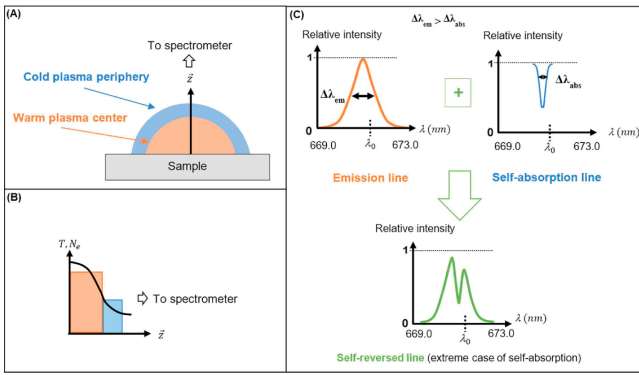 (A)
To spectrometer
Cold plasma periphery
z⃗
Warm plasma center
Sample
(B)
T, Nₑ
To spectrometer
z⃗
(C)
Δλem > Δλabs
Relative intensity
1
Δλem
0
669.0
λ0
673.0
λ (nm)
Emission line
+
Relative intensity
1
Δλabs
0
669.0
λ0
673.0
λ (nm)
Self-absorption line
Relative intensity
1
0
669.0
λ0
673.0
λ (nm)
Self-reversed line (extreme case of self-absorption)